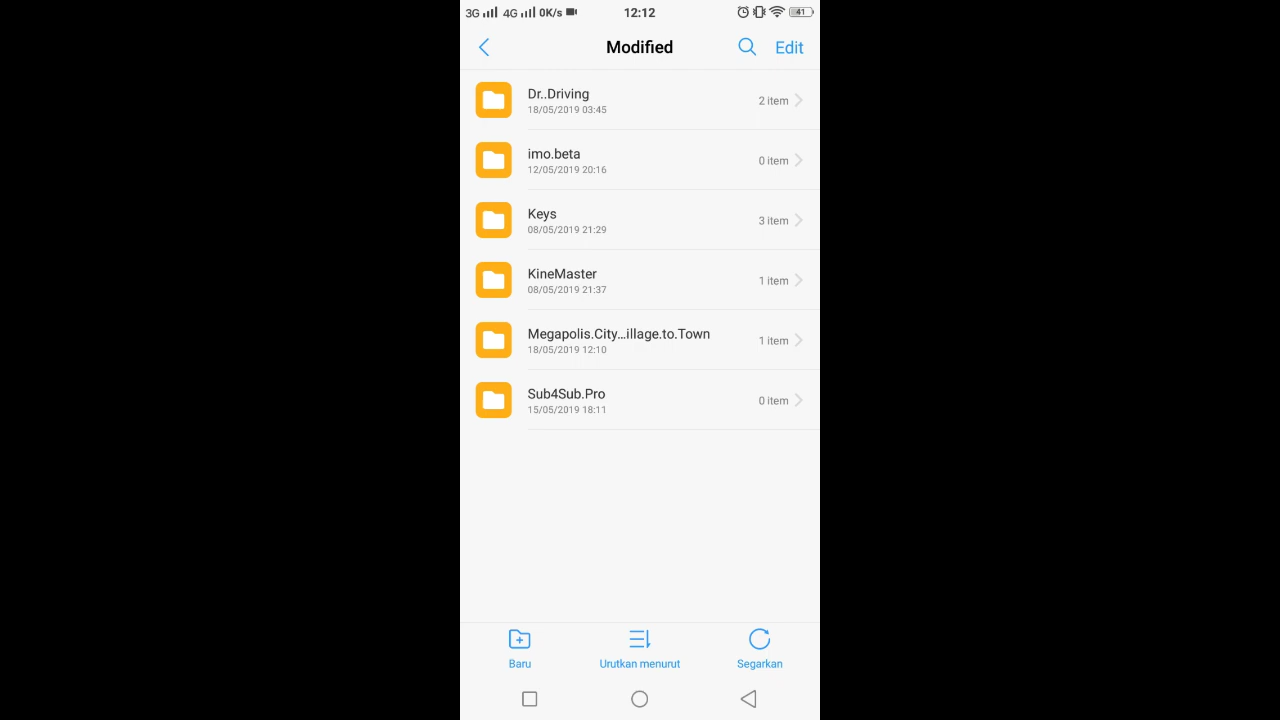 3G 4G 0K/s 12:12 41
Modified Edit
Dr..Driving
18/05/2019 03:45
2 item
imo.beta
12/05/2019 20:16
0 item
Keys
08/05/2019 21:29
3 item
KineMaster
08/05/2019 21:37
1 item
Megapolis.City...illage.to.Town
18/05/2019 12:10
1 item
Sub4Sub.Pro
15/05/2019 18:11
0 item
Baru Urutkan menurut Segarkan